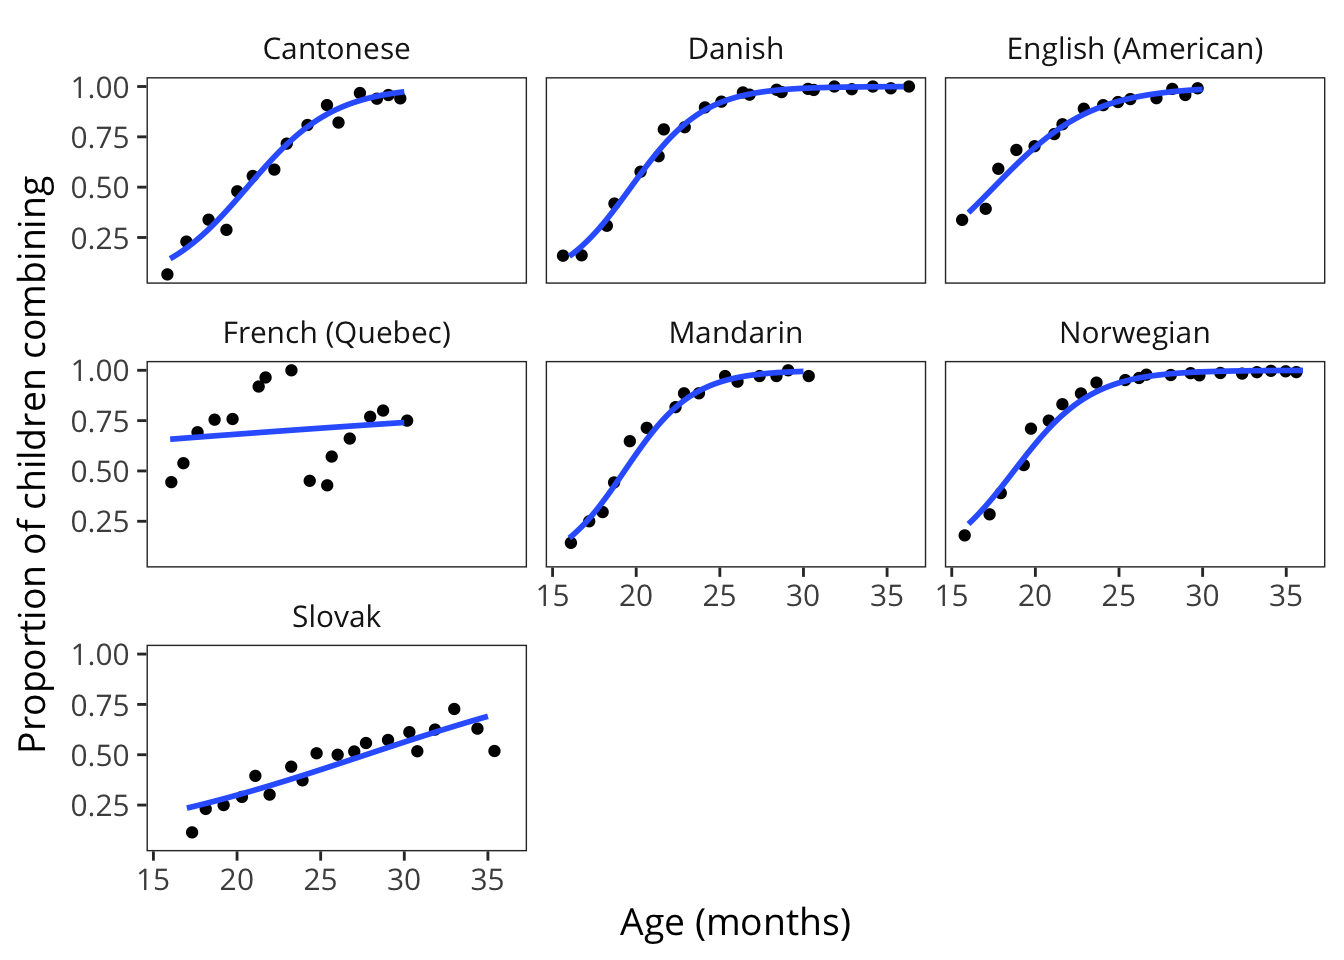 Cantonese
Danish
English (American)
1.00
0.75
0.50
0.25
French (Quebec)
Mandarin
Norwegian
1.00
0.75
0.50
0.25
15 20 25 30 35
15 20 25 30 35
Slovak
1.00
0.75
0.50
0.25
15 20 25 30 35
Proportion of children combining
Age (months)